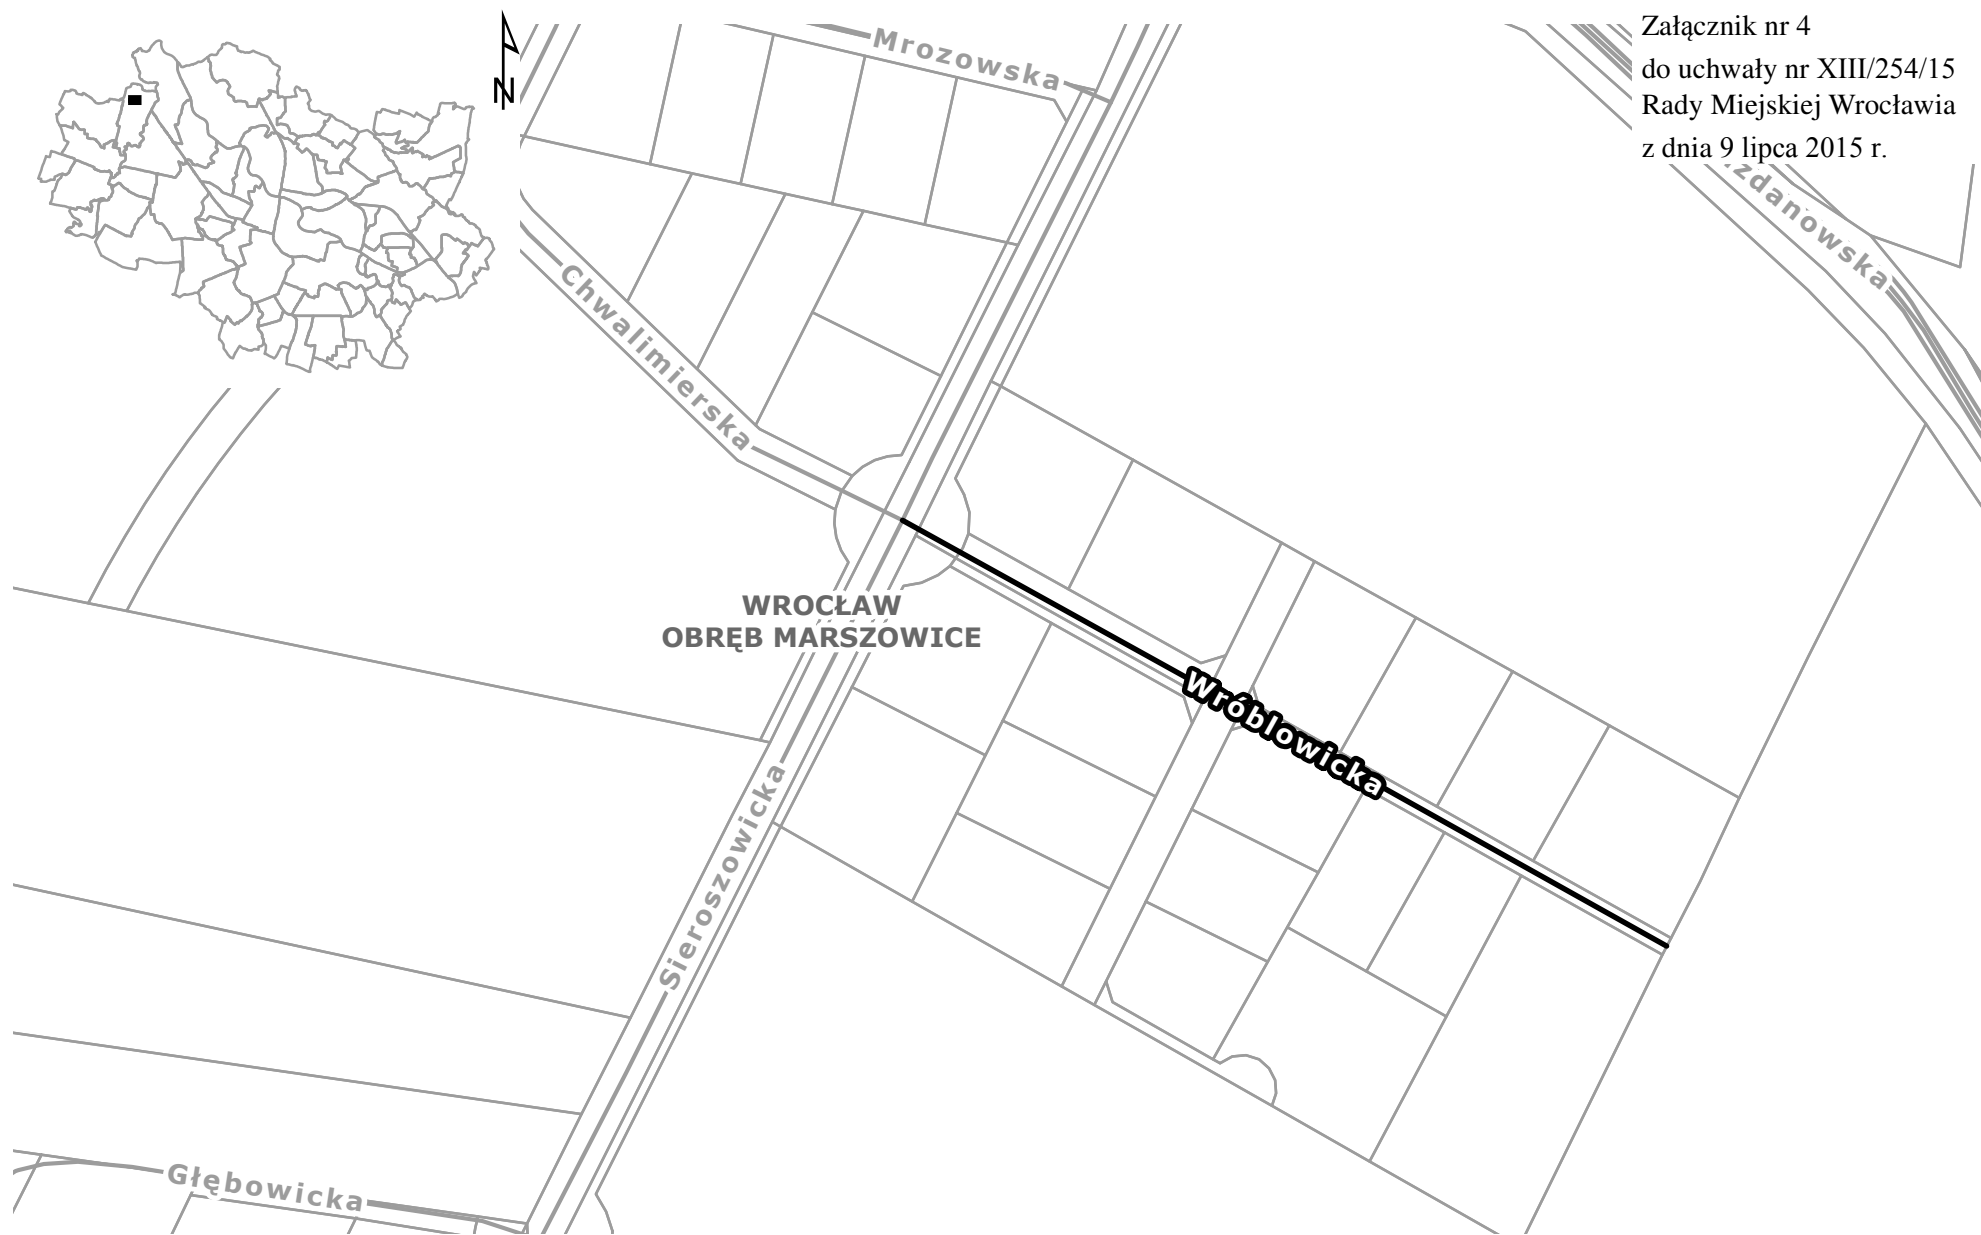 Załącznik nr 4
do uchwały nr XIII/254/15
Rady Miejskiej Wrocławia
z dnia 9 lipca 2015 r.
N
Mrozowska
Chwalimierska
WROCŁAW
OBRĘB MARSZOWICE
Wróblowicka
Sieroszowicka
Głębowicka